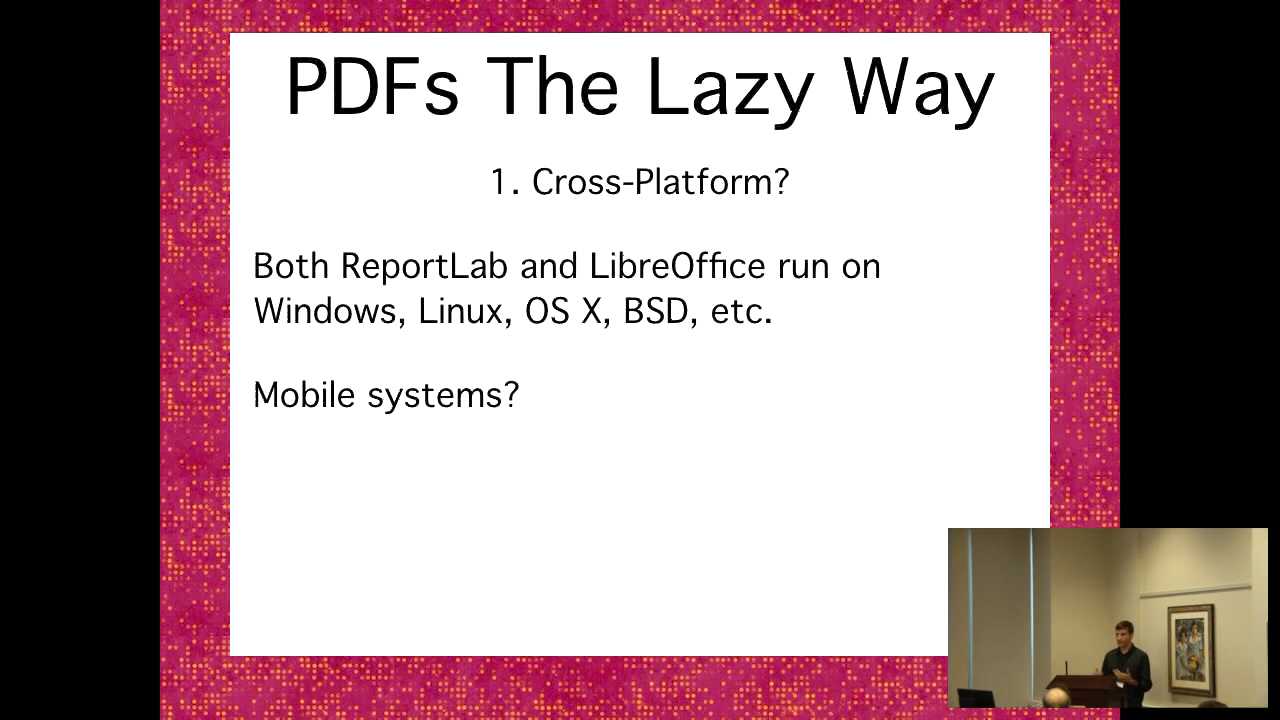 PDFs The Lazy Way
1. Cross-Platform?
Both ReportLab and LibreOffice run on
Windows, Linux, OS X, BSD, etc.
Mobile systems?